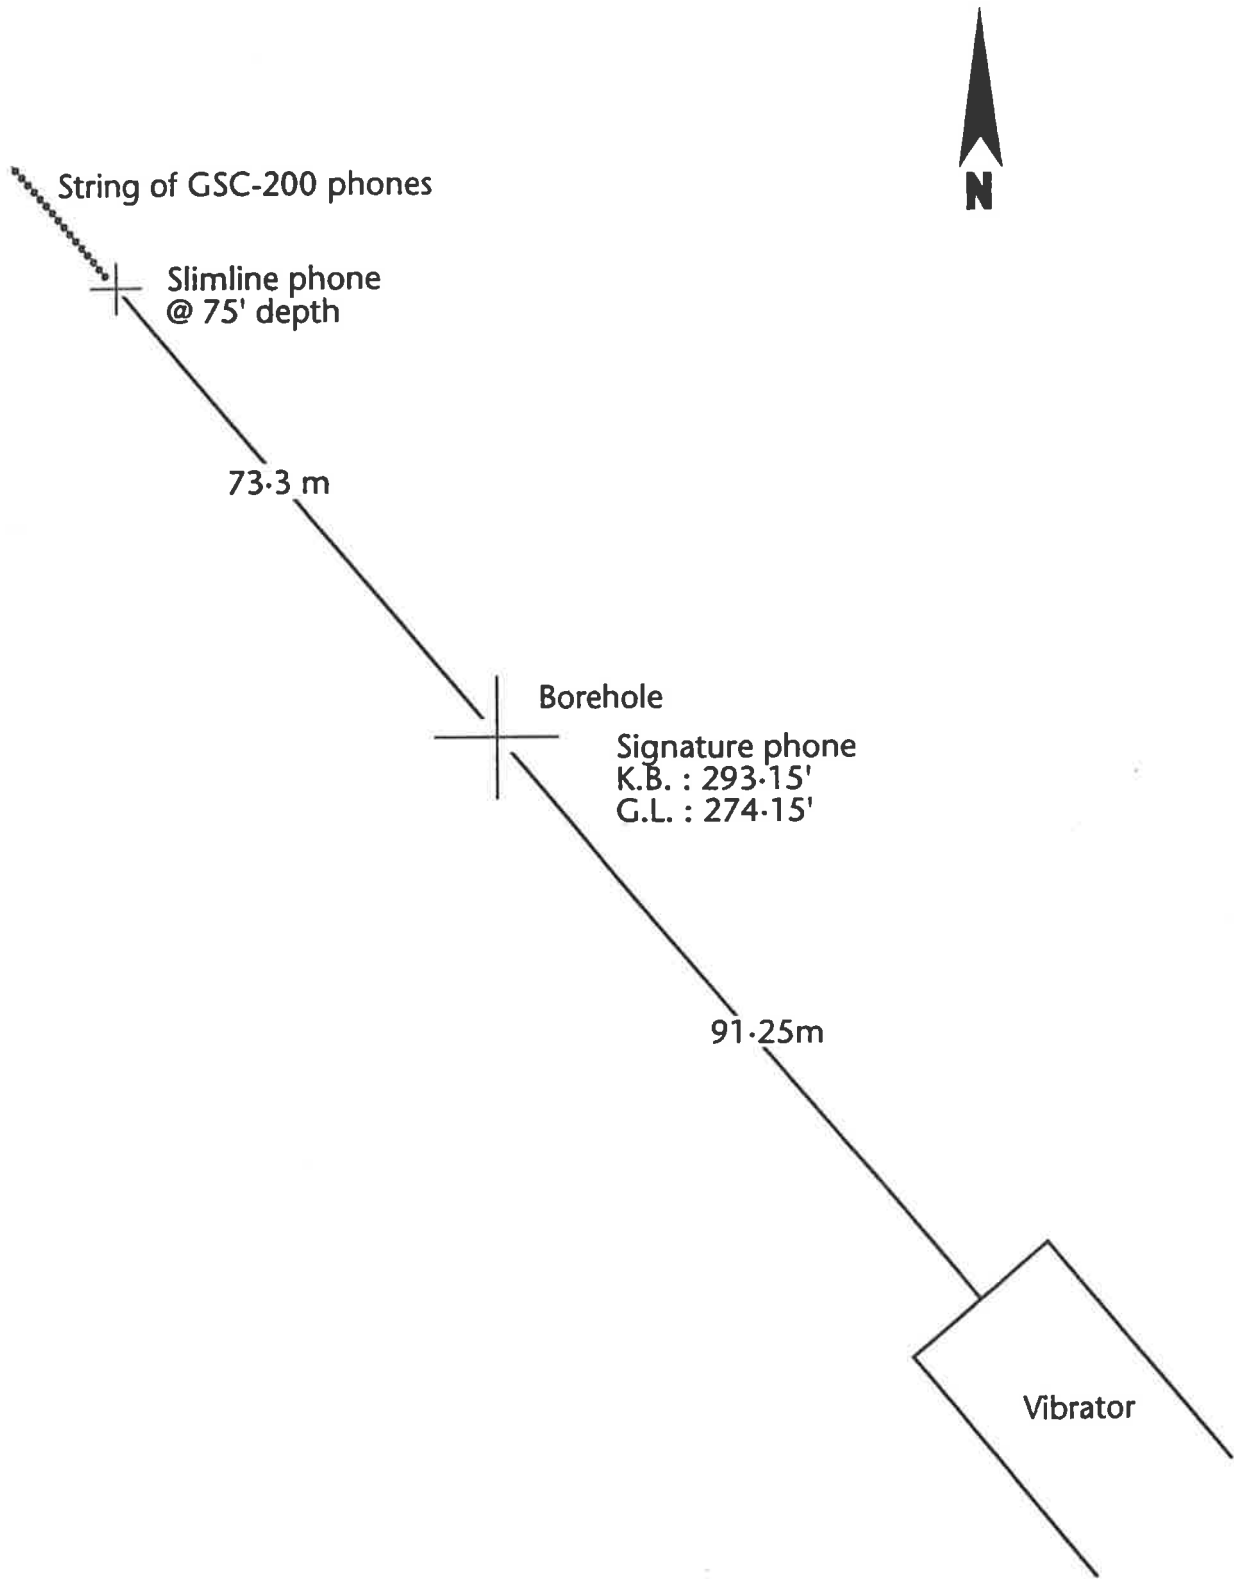 N
String of GSC-200 phones
Slimline phone
@ 75' depth
73·3 m
Borehole
Signature phone
K.B. : 293·15'
G.L. : 274·15'
91·25m
Vibrator